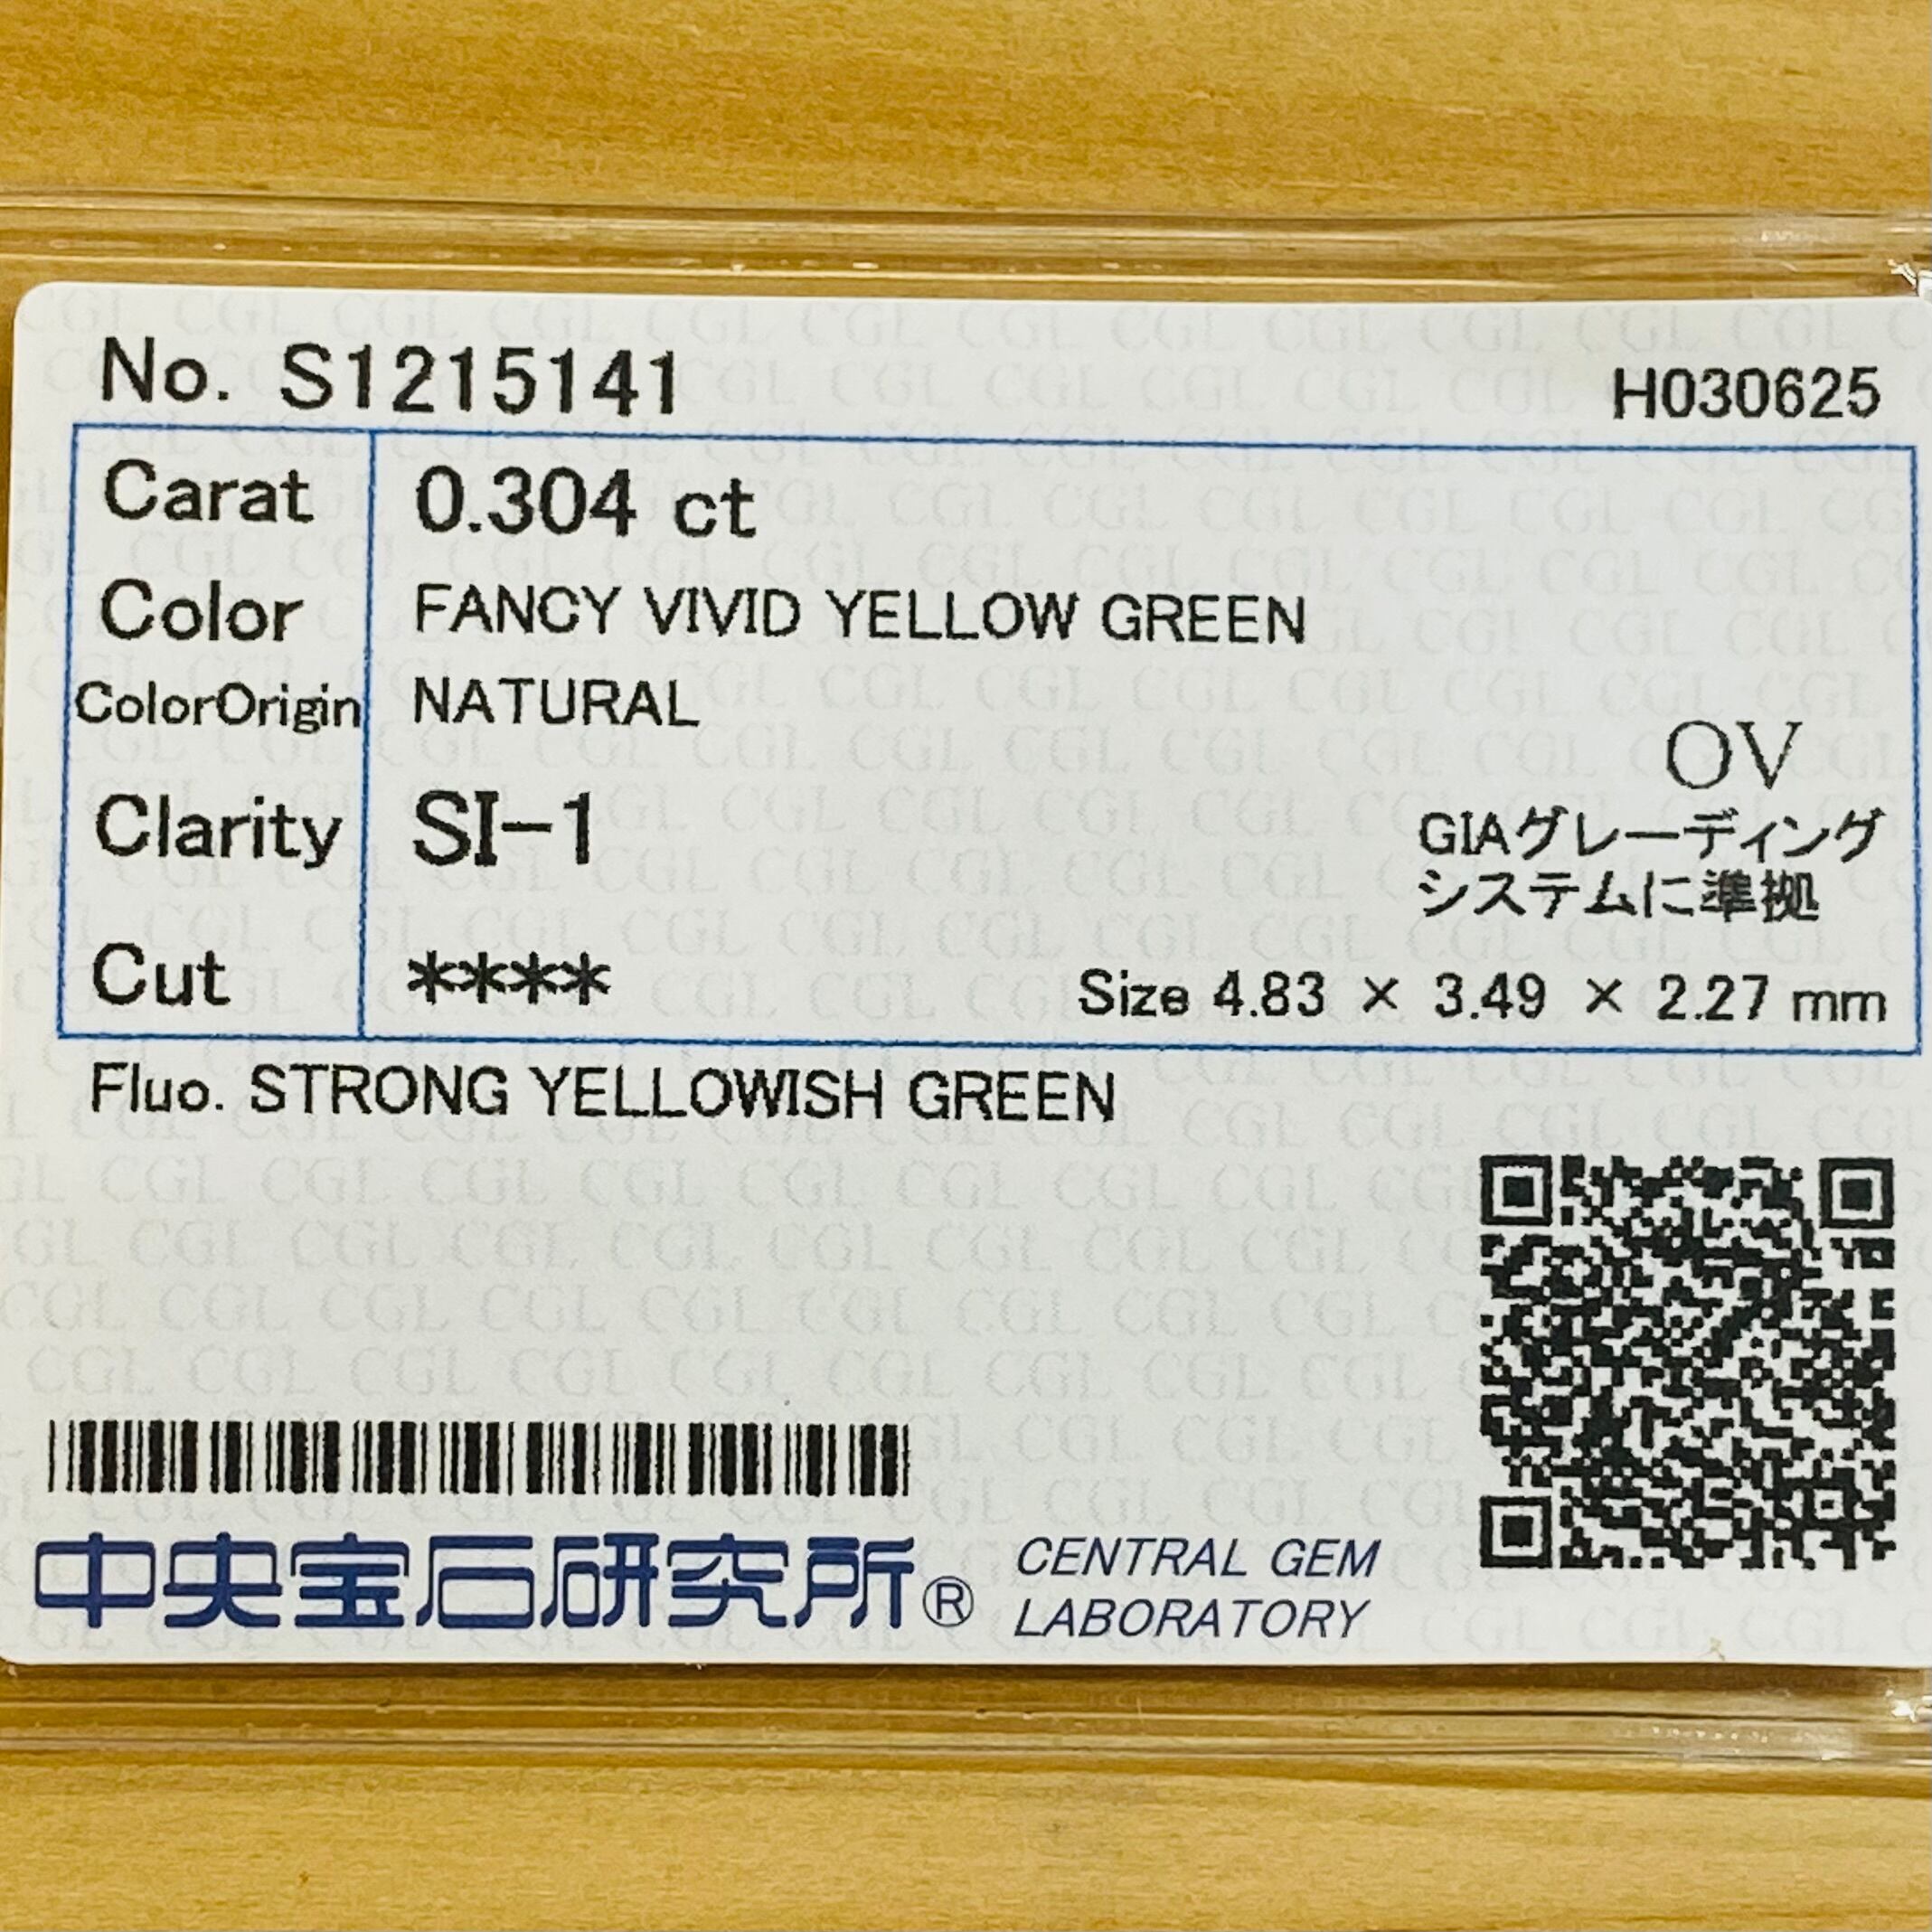 No. S1215141
H030625
Carat 0.304 ct
Color FANCY VIVID YELLOW GREEN
ColorOrigin NATURAL
OV
Clarity SI-1
GIAグレーディング
システムに準拠
Cut ****
Size 4.83 × 3.49 × 2.27 mm
Fluo. STRONG YELLOWISH GREEN
中央宝石研究所®
CENTRAL GEM
LABORATORY